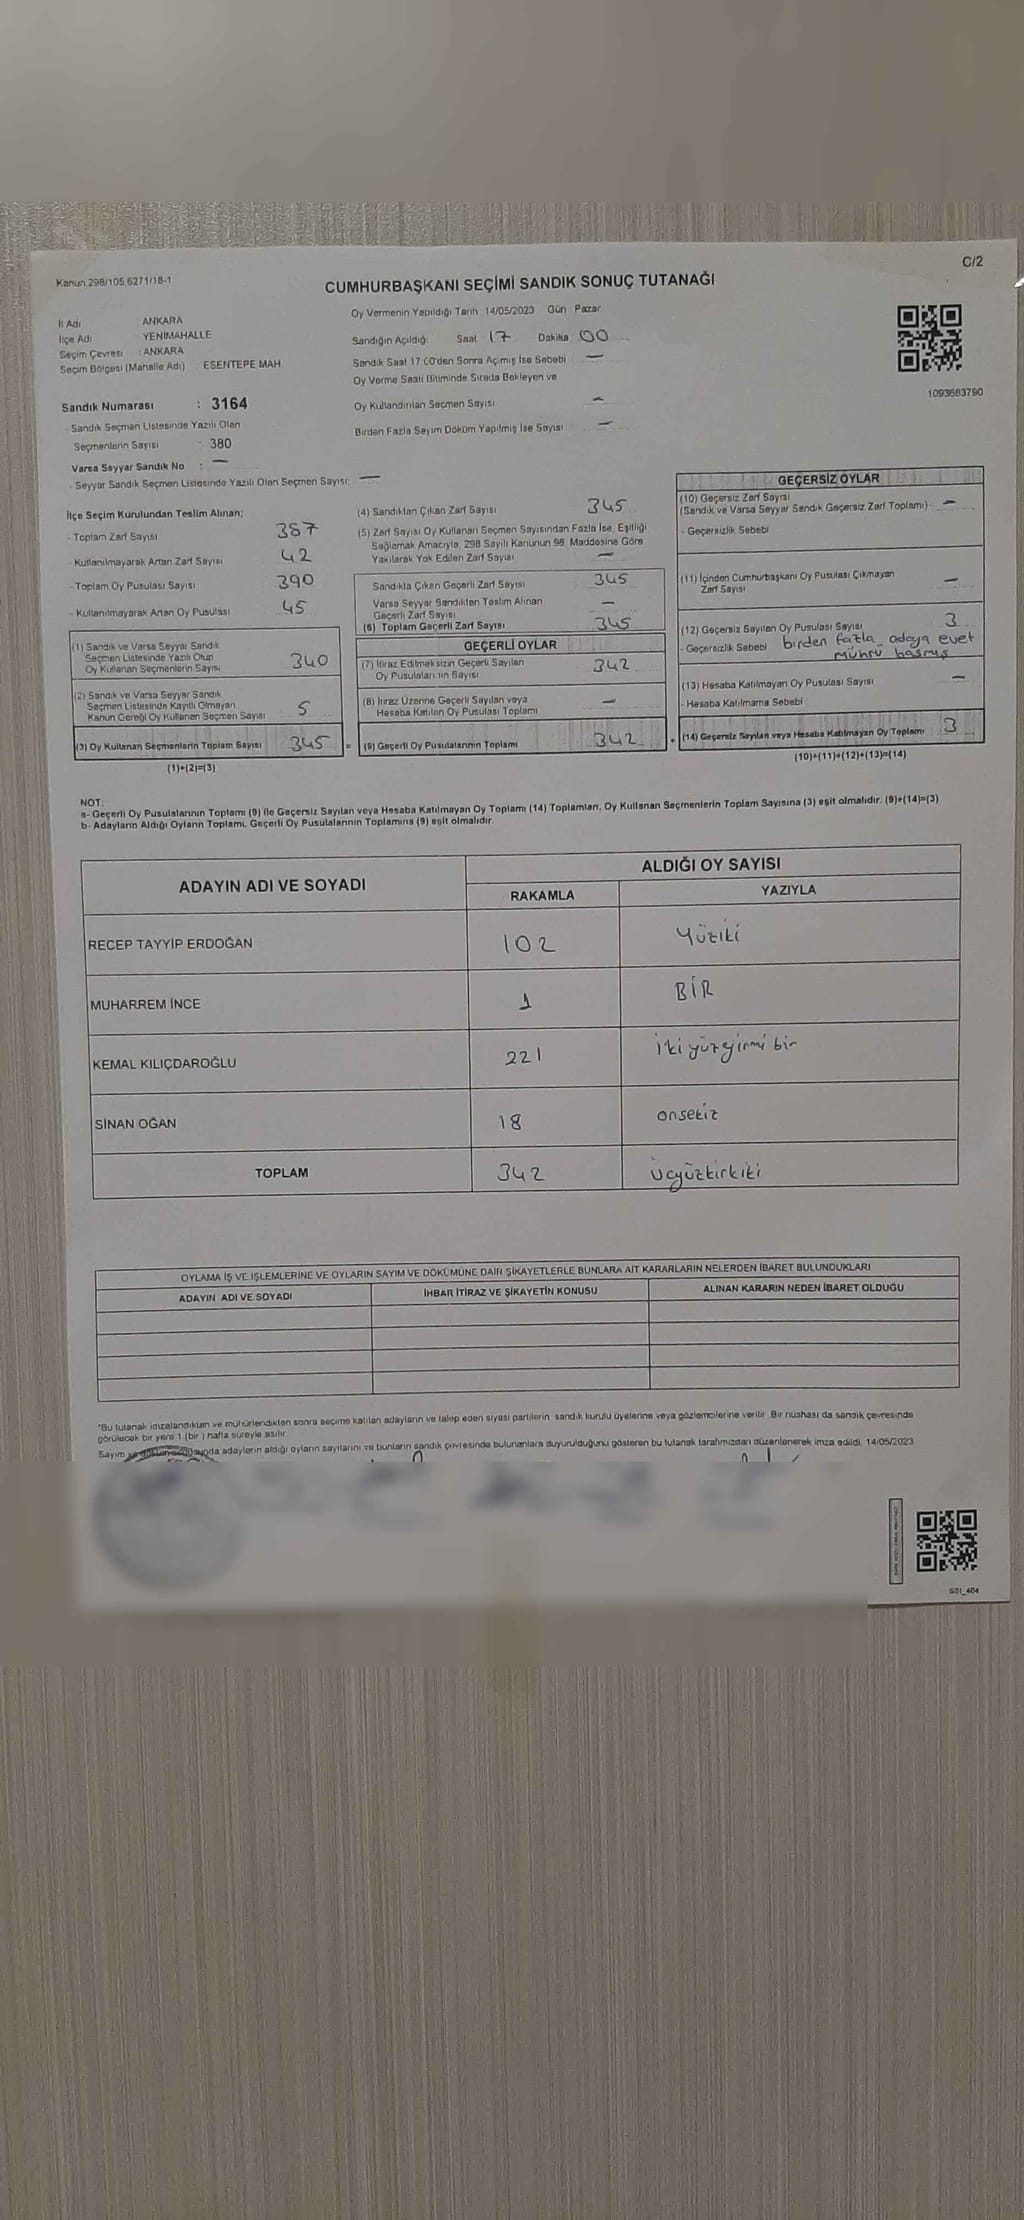 Kanun 298/105 6271/18-1
C/2
CUMHURBAŞKANI SEÇİMİ SANDIK SONUÇ TUTANAĞI
İl Adı ANKARA
İlçe Adı YENİMAHALLE
Seçim Çevresi : ANKARA
Seçim Bölgesi (Mahalle Adı) : ESENTEPE MAH
Oy Vermenin Yapıldığı Tarih 14/05/2023 Gün Pazar
Sandığın Açıldığı Saat 17 Dakika 00
Sandık Saat 17.00'den Sonra Açılmış İse Sebebi —
Oy Verme Saati Bitiminde Sırada Bekleyen ve
Oy Kullandırılan Seçmen Sayısı —
Birden Fazla Sayım Döküm Yapılmış İse Sayısı —
1093683790
Sandık Numarası : 3164
- Sandık Seçmen Listesinde Yazılı Olan
Seçmenlerin Sayısı : 380
Varsa Seyyar Sandık No : —
- Seyyar Sandık Seçmen Listesinde Yazılı Olan Seçmen Sayısı: —
İlçe Seçim Kurulundan Teslim Alınan;
- Toplam Zarf Sayısı 387
- Kullanılmayarak Artan Zarf Sayısı 42
- Toplam Oy Pusulası Sayısı 390
- Kullanılmayarak Artan Oy Pusulası 45
(1) Sandık ve Varsa Seyyar Sandık
Seçmen Listesinde Yazılı Olup
Oy Kullanan Seçmenlerin Sayısı 340
(2) Sandık ve Varsa Seyyar Sandık
Seçmen Listesinde Kayıtlı Olmayan
Kanun Gereği Oy Kullanan Seçmen Sayısı 5
(3) Oy Kullanan Seçmenlerin Toplam Sayısı 345 =
(1)+(2)=(3)
(4) Sandıktan Çıkan Zarf Sayısı 345
(5) Zarf Sayısı Oy Kullanan Seçmen Sayısından Fazla İse, Eşitliği
Sağlamak Amacıyla, 298 Sayılı Kanunun 98. Maddesine Göre
Yakılarak Yok Edilen Zarf Sayısı —
Sandıkta Çıkan Geçerli Zarf Sayısı 345
Varsa Seyyar Sandıktan Teslim Alınan
Geçerli Zarf Sayısı —
(6) Toplam Geçerli Zarf Sayısı 345
GEÇERLİ OYLAR
(7) İtiraz Edilmeksizin Geçerli Sayılan
Oy Pusulalarının Sayısı 342
(8) İtiraz Üzerine Geçerli Sayılan veya
Hesaba Katılan Oy Pusulası Toplamı —
(9) Geçerli Oy Pusulalarının Toplamı 342 +
GEÇERSİZ OYLAR
(10) Geçersiz Zarf Sayısı
(Sandık ve Varsa Seyyar Sandık Geçersiz Zarf Toplamı) —
- Geçersizlik Sebebi
(11) İçinden Cumhurbaşkanı Oy Pusulası Çıkmayan
Zarf Sayısı —
(12) Geçersiz Sayılan Oy Pusulası Sayısı 3
- Geçersizlik Sebebi birden fazla adaya evet
mührü basmış
(13) Hesaba Katılmayan Oy Pusulası Sayısı —
- Hesaba Katılmama Sebebi
(14) Geçersiz Sayılan veya Hesaba Katılmayan Oy Toplamı 3
(10)+(11)+(12)+(13)=(14)
NOT:
a- Geçerli Oy Pusulalarının Toplamı (9) ile Geçersiz Sayılan veya Hesaba Katılmayan Oy Toplamı (14) Toplamları, Oy Kullanan Seçmenlerin Toplam Sayısına (3) eşit olmalıdır. (9)+(14)=(3)
b- Adayların Aldığı Oyların Toplamı, Geçerli Oy Pusulalarının Toplamına (9) eşit olmalıdır.
ADAYIN ADI VE SOYADI
ALDIĞI OY SAYISI
RAKAMLA YAZIYLA
RECEP TAYYİP ERDOĞAN 102 Yüziki
MUHARREM İNCE 1 BİR
KEMAL KILIÇDAROĞLU 221 İkiyüzyirmi bir
SİNAN OĞAN 18 onsekiz
TOPLAM 342 Üçyüzkırkiki
OYLAMA İŞ VE İŞLEMLERİNE VE OYLARIN SAYIM VE DÖKÜMÜNE DAİR ŞİKAYETLERLE BUNLARA AİT KARARLARIN NELERDEN İBARET BULUNDUKLARI
ADAYIN ADI VE SOYADI İHBAR İTİRAZ VE ŞİKAYETİN KONUSU ALINAN KARARIN NEDEN İBARET OLDUĞU
*Bu tutanak imzalandıktan ve mühürlendikten sonra seçime katılan adayların ve talep eden siyasi partilerin sandık kurulu üyelerine veya gözlemcilerine verilir. Bir nüshası da sandık çevresinde
görülecek bir yere 1 (bir) hafta süreyle asılır.
Sayım ve döküm sonucunda adayların aldığı oyların sayılarını ve bunların sandık çevresinde bulunanlara duyurulduğunu gösteren bu tutanak tarafımızdan düzenlenerek imza edildi. 14/05/2023
SSI_404